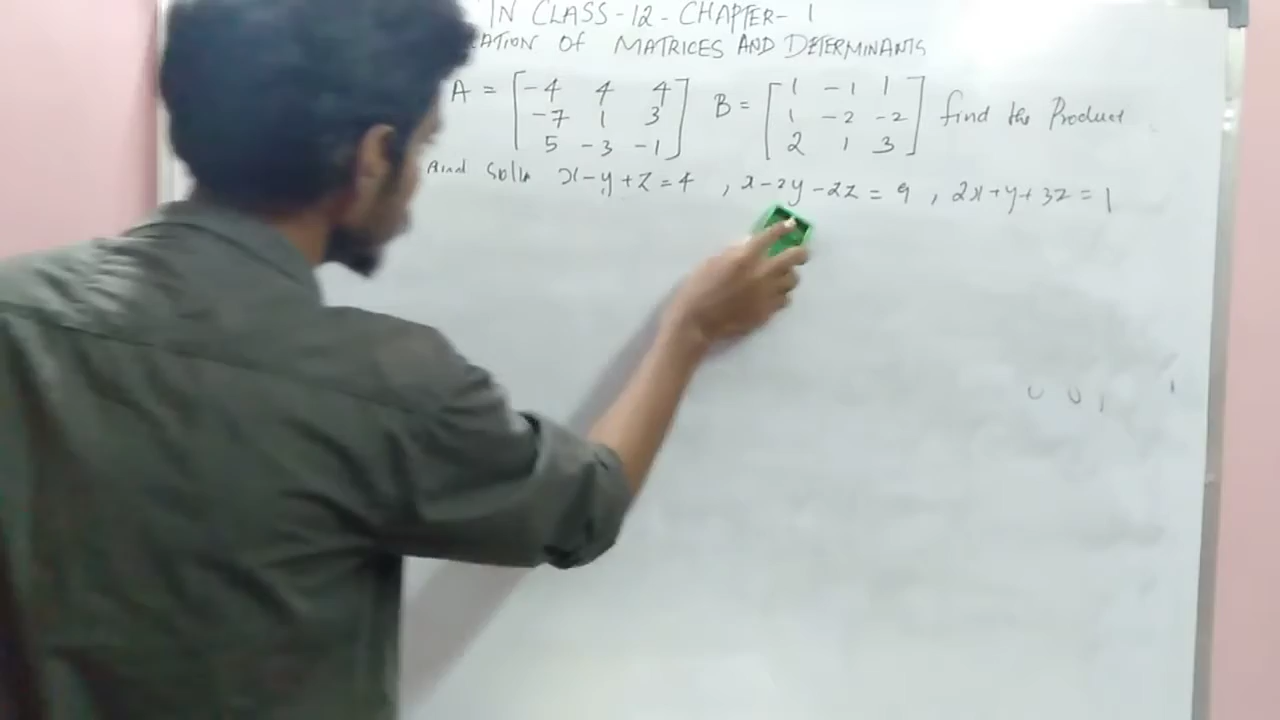 IN CLASS-12-CHAPTER-1
OF MATRICES AND DETERMINANTS
A = [-4 4 4 B = [1 -1 1
-7 1 3 1 -2 -2 find the Product
5 -3 -1] 2 1 3]
And Solve x-y+z=4, x-2y-2z=9, 2x+y+3z=1